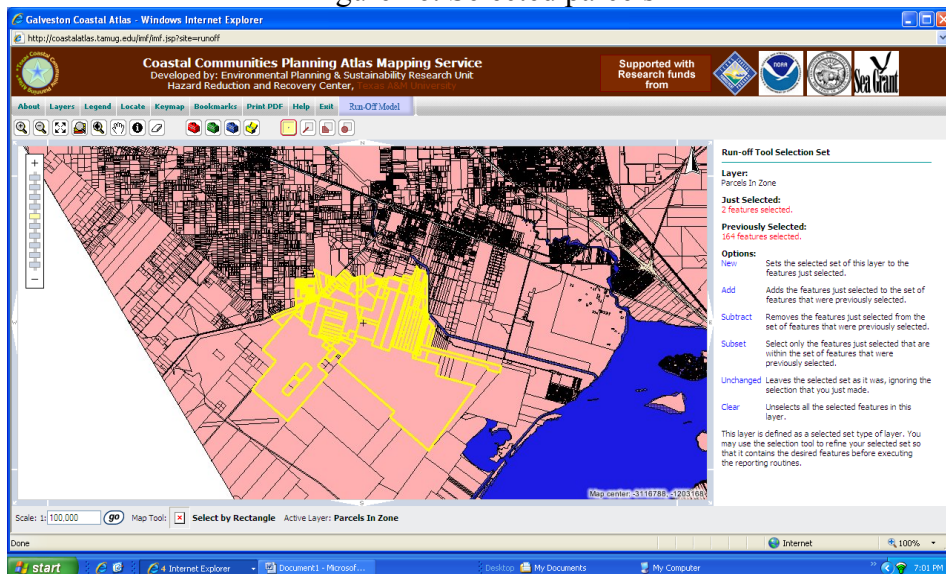 Galveston Coastal Atlas - Windows Internet Explorer
http://coastalatlas.tamug.edu/imf/imf.jsp?site=runoff
Coastal Communities Planning Atlas Mapping Service
Developed by: Environmental Planning & Sustainability Research Unit
Hazard Reduction and Recovery Center, Texas A&M University
Supported with
Research funds
from
NOAA
Sea Grant
About Layers Legend Locate Keymap Bookmarks Print PDF Help Exit Run-Off Model
Run-off Tool Selection Set
Layer:
Parcels In Zone
Just Selected:
2 features selected.
Previously Selected:
164 features selected.
Options:
New Sets the selected set of this layer to the
features just selected.
Add Adds the features just selected to the set of
features that were previously selected.
Subtract Removes the features just selected from the
set of features that were previously selected.
Subset Select only the features just selected that are
within the set of features that were
previously selected.
Unchanged Leaves the selected set as it was, ignoring the
selection that you just made.
Clear Unselects all the selected features in this
layer.
This layer is defined as a selected set type of layer. You
may use the selection tool to refine your selected set so
that it contains the desired features before executing
the reporting routines.
Map center: -3116788, -1203168
Scale: 1: 100,000 go Map Tool: Select by Rectangle Active Layer: Parcels In Zone
Done Internet 100%
start 4 Internet Explorer Document1 - Microsof... Desktop My Documents My Computer 7:01 PM